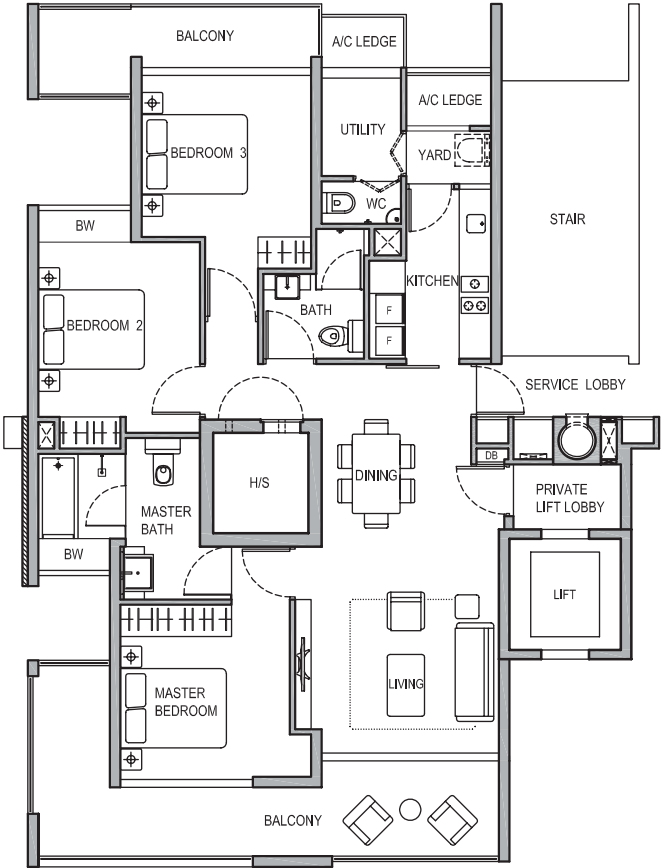 BALCONY
A/C LEDGE
A/C LEDGE
UTILITY
BEDROOM 3
YARD
WC
BW
STAIR
KITCHEN
BATH
F
BEDROOM 2
F
SERVICE LOBBY
DB
H/S
DINING
MASTER
BATH
PRIVATE
LIFT LOBBY
BW
LIFT
LIVING
MASTER
BEDROOM
BALCONY